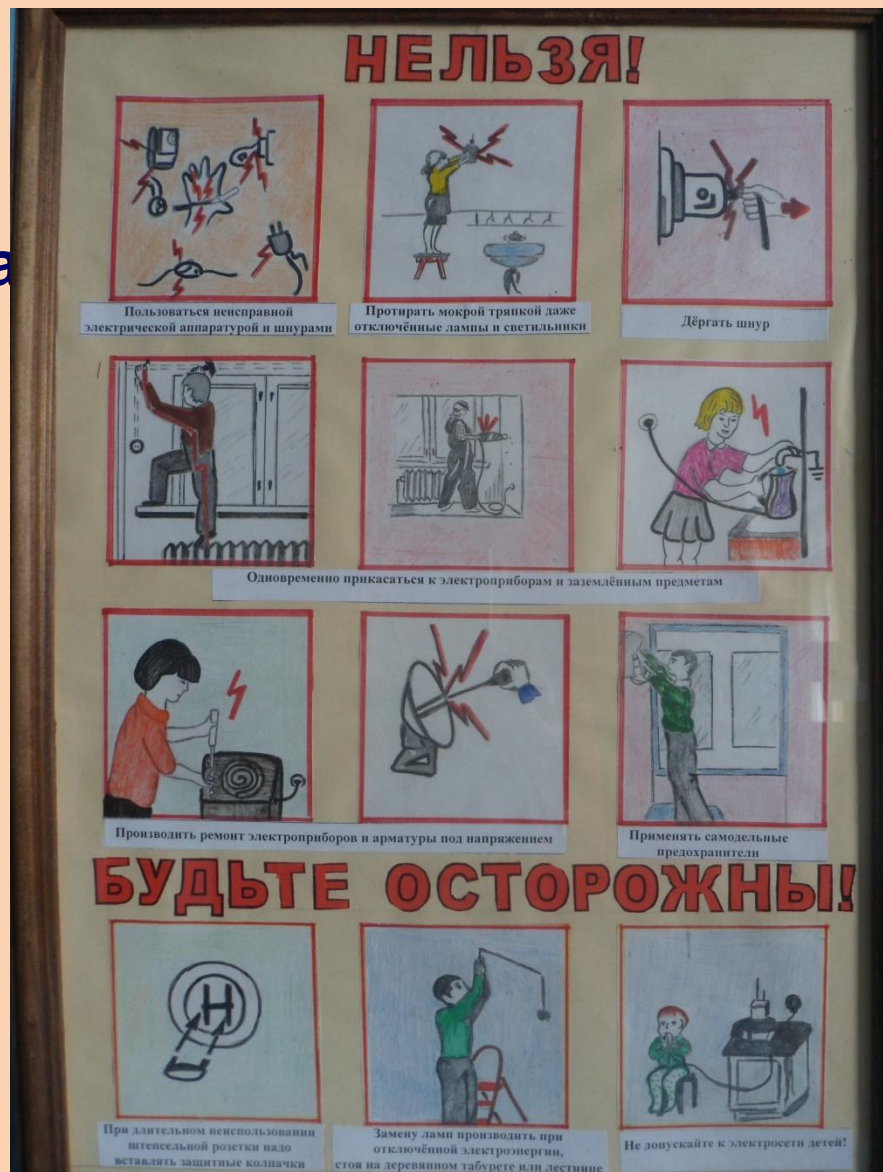 НЕЛЬЗЯ!
Пользоваться неисправной
электрической аппаратурой и шнурами
Протирать мокрой тряпкой даже
отключённые лампы и светильники
Дёргать шнур
Одновременно прикасаться к электроприборам и заземлённым предметам
Производить ремонт электроприборов и арматуры под напряжением
Применять самодельные
предохранители
БУДЬТЕ ОСТОРОЖНЫ!
При длительном неиспользовании
штепсельной розетки надо
вставлять защитные колпачки
Замену ламп производить при
отключённой электроэнергии,
стоя на деревянном табурете или лестнице
Не допускайте к электросети детей!